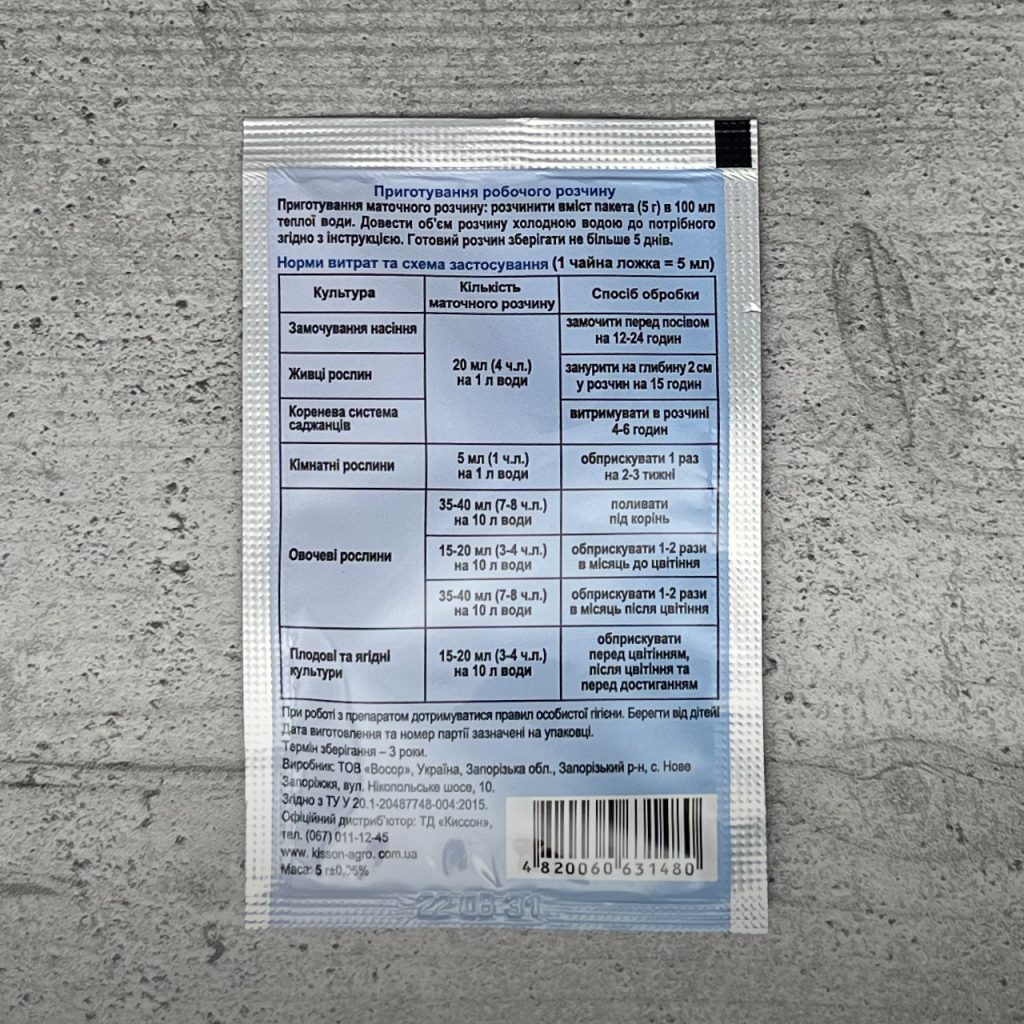 Приготування робочого розчину
Приготування маточного розчину: розчинити вміст пакета (5 г) в 100 мл
теплої води. Довести об'єм розчину холодною водою до потрібного
згідно з інструкцією. Готовий розчин зберігати не більше 5 днів.
Норми витрат та схема застосування (1 чайна ложка = 5 мл)
Культура
Кількість
маточного розчину
Спосіб обробки
Замочування насіння
20 мл (4 ч.л.)
на 1 л води
замочити перед посівом
на 12-24 годин
Живці рослин
занурити на глибину 2 см
у розчин на 15 годин
Коренева система
саджанців
витримувати в розчині
4-6 годин
Кімнатні рослини
5 мл (1 ч.л.)
на 1 л води
обприскувати 1 раз
на 2-3 тижні
Овочеві рослини
35-40 мл (7-8 ч.л.)
на 10 л води
поливати
під корінь
15-20 мл (3-4 ч.л.)
на 10 л води
обприскувати 1-2 рази
в місяць до цвітіння
35-40 мл (7-8 ч.л.)
на 10 л води
обприскувати 1-2 рази
в місяць після цвітіння
Плодові та ягідні
культури
15-20 мл (3-4 ч.л.)
на 10 л води
обприскувати
перед цвітінням,
після цвітіння та
перед достиганням
При роботі з препаратом дотримуватися правил особистої гігієни. Берегти від дітей!
Дата виготовлення та номер партії зазначені на упаковці.
Термін зберігання – 3 роки.
Виробник: ТОВ «Восор», Україна, Запорізька обл., Запорізький р-н, с. Нове
Запоріжжя, вул. Нікопольське шосе, 10.
Згідно з ТУ У 20.1-20487748-004:2015.
Офіційний дистриб'ютор: ТД «Киссон»,
тел. (067) 011-12-45
www. kisson-agro. com.ua
Маса: 5 г±0,05%
4 820060 631480